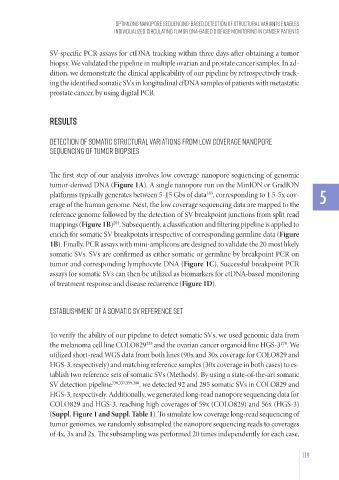 OPTIMIZING NANOPORE SEQUENCING-BASED DETECTION OF STRUCTURAL VARIANTS ENABLES
INDIVIDUALIZED CIRCULATING TUMOR DNA-BASED DISEASE MONITORING IN CANCER PATIENTS
SV-specific PCR-assays for ctDNA tracking within three days after obtaining a tumor
biopsy. We validated the pipeline in multiple ovarian and prostate cancer samples. In ad-
dition, we demonstrate the clinical applicability of our pipeline by retrospectively track-
ing the identified somatic SVs in longitudinal cfDNA samples of patients with metastatic
prostate cancer, by using digital PCR.
RESULTS
DETECTION OF SOMATIC STRUCTURAL VARIATIONS FROM LOW COVERAGE NANOPORE
SEQUENCING OF TUMOR BIOPSIES
The first step of our analysis involves low coverage nanopore sequencing of genomic
tumor-derived DNA (Figure 1A). A single nanopore run on the MinION or GridION
platforms typically generates between 5-15 Gbs of data, corresponding to 1.5-5x cov-
erage of the human genome. Next, the low coverage sequencing data are mapped to the
reference genome followed by the detection of SV breakpoint junctions from split read
mappings (Figure 1B). Subsequently, a classification and filtering pipeline is applied to
enrich for somatic SV breakpoints irrespective of corresponding germline data (Figure
1B). Finally, PCR assays with mini-amplicons are designed to validate the 20 most likely
somatic SVs. SVs are confirmed as either somatic or germline by breakpoint PCR on
tumor and corresponding lymphocyte DNA (Figure 1C). Successful breakpoint PCR
assays for somatic SVs can then be utilized as biomarkers for ctDNA-based monitoring
of treatment response and disease recurrence (Figure 1D).
5
ESTABLISHMENT OF A SOMATIC SV REFERENCE SET
To verify the ability of our pipeline to detect somatic SVs, we used genomic data from
the melanoma cell line COLO829 and the ovarian cancer organoid line HGS-3. We
utilized short-read WGS data from both lines (90x and 30x coverage for COLO829 and
HGS-3, respectively) and matching reference samples (30x coverage in both cases) to es-
tablish two reference sets of somatic SVs (Methods). By using a state-of-the-art somatic
SV detection pipeline, we detected 92 and 295 somatic SVs in COLO829 and
HGS-3, respectively. Additionally, we generated long-read nanopore sequencing data for
COLO829 and HGS-3, reaching high coverages of 59x (COLO829) and 56x (HGS-3)
(Suppl. Figure 1 and Suppl. Table 1). To simulate low coverage long-read sequencing of
tumor genomes, we randomly subsampled the nanopore sequencing reads to coverages
of 4x, 3x and 2x. The subsampling was performed 20 times independently for each case,
119